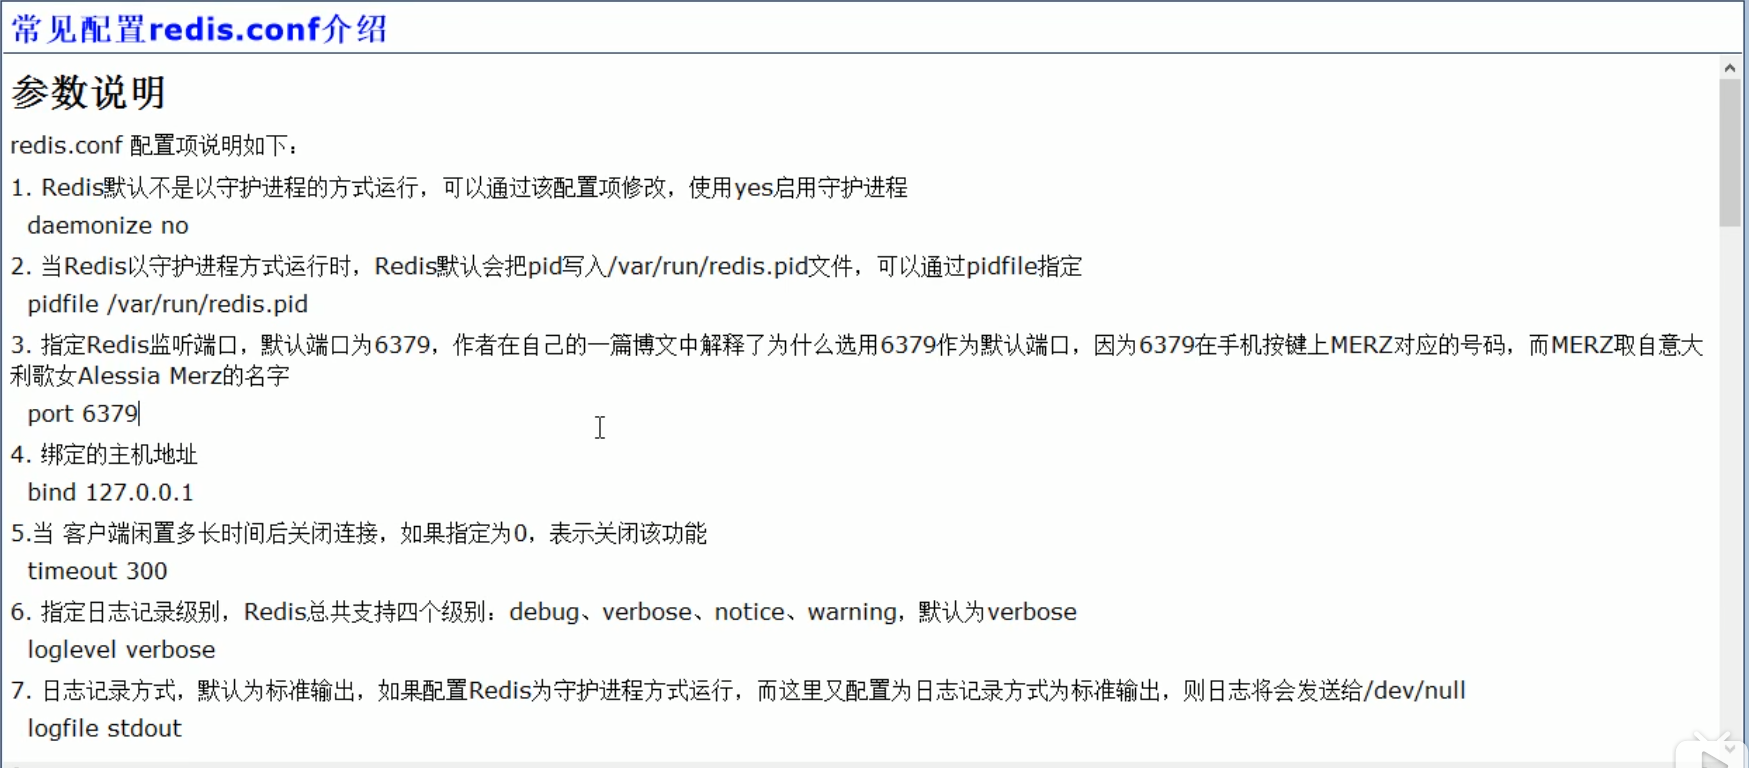 常见配置redis.conf介绍
参数说明
redis.conf 配置项说明如下：
1. Redis默认不是以守护进程的方式运行，可以通过该配置项修改，使用yes启用守护进程
daemonize no
2. 当Redis以守护进程方式运行时，Redis默认会把pid写入/var/run/redis.pid文件，可以通过pidfile指定
pidfile /var/run/redis.pid
3. 指定Redis监听端口，默认端口为6379，作者在自己的一篇博文中解释了为什么选用6379作为默认端口，因为6379在手机按键上MERZ对应的号码，而MERZ取自意大
利歌女Alessia Merz的名字
port 6379
4. 绑定的主机地址
bind 127.0.0.1
5.当 客户端闲置多长时间后关闭连接，如果指定为0，表示关闭该功能
timeout 300
6. 指定日志记录级别，Redis总共支持四个级别：debug、verbose、notice、warning，默认为verbose
loglevel verbose
7. 日志记录方式，默认为标准输出，如果配置Redis为守护进程方式运行，而这里又配置为日志记录方式为标准输出，则日志将会发送给/dev/null
logfile stdout